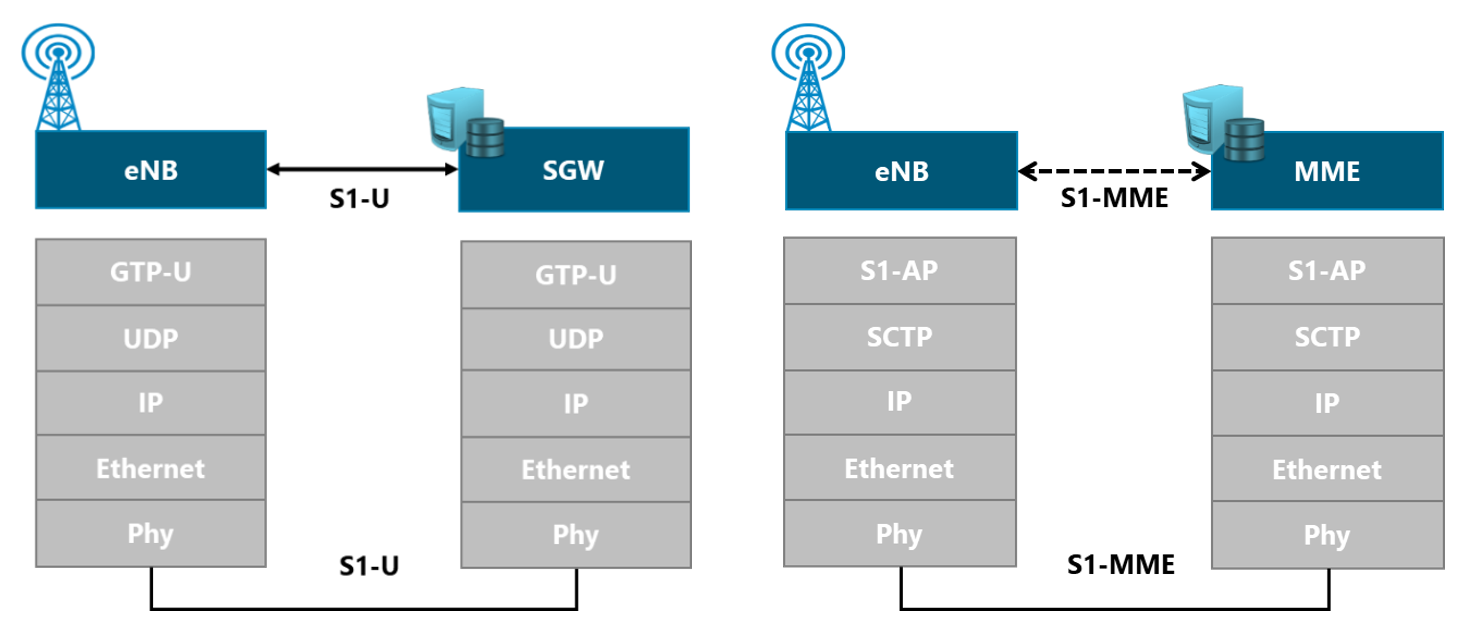 eNB
S1-U
SGW
GTP-U
UDP
IP
Ethernet
Phy
GTP-U
UDP
IP
Ethernet
Phy
S1-U
eNB
S1-MME
MME
S1-AP
SCTP
IP
Ethernet
Phy
S1-AP
SCTP
IP
Ethernet
Phy
S1-MME